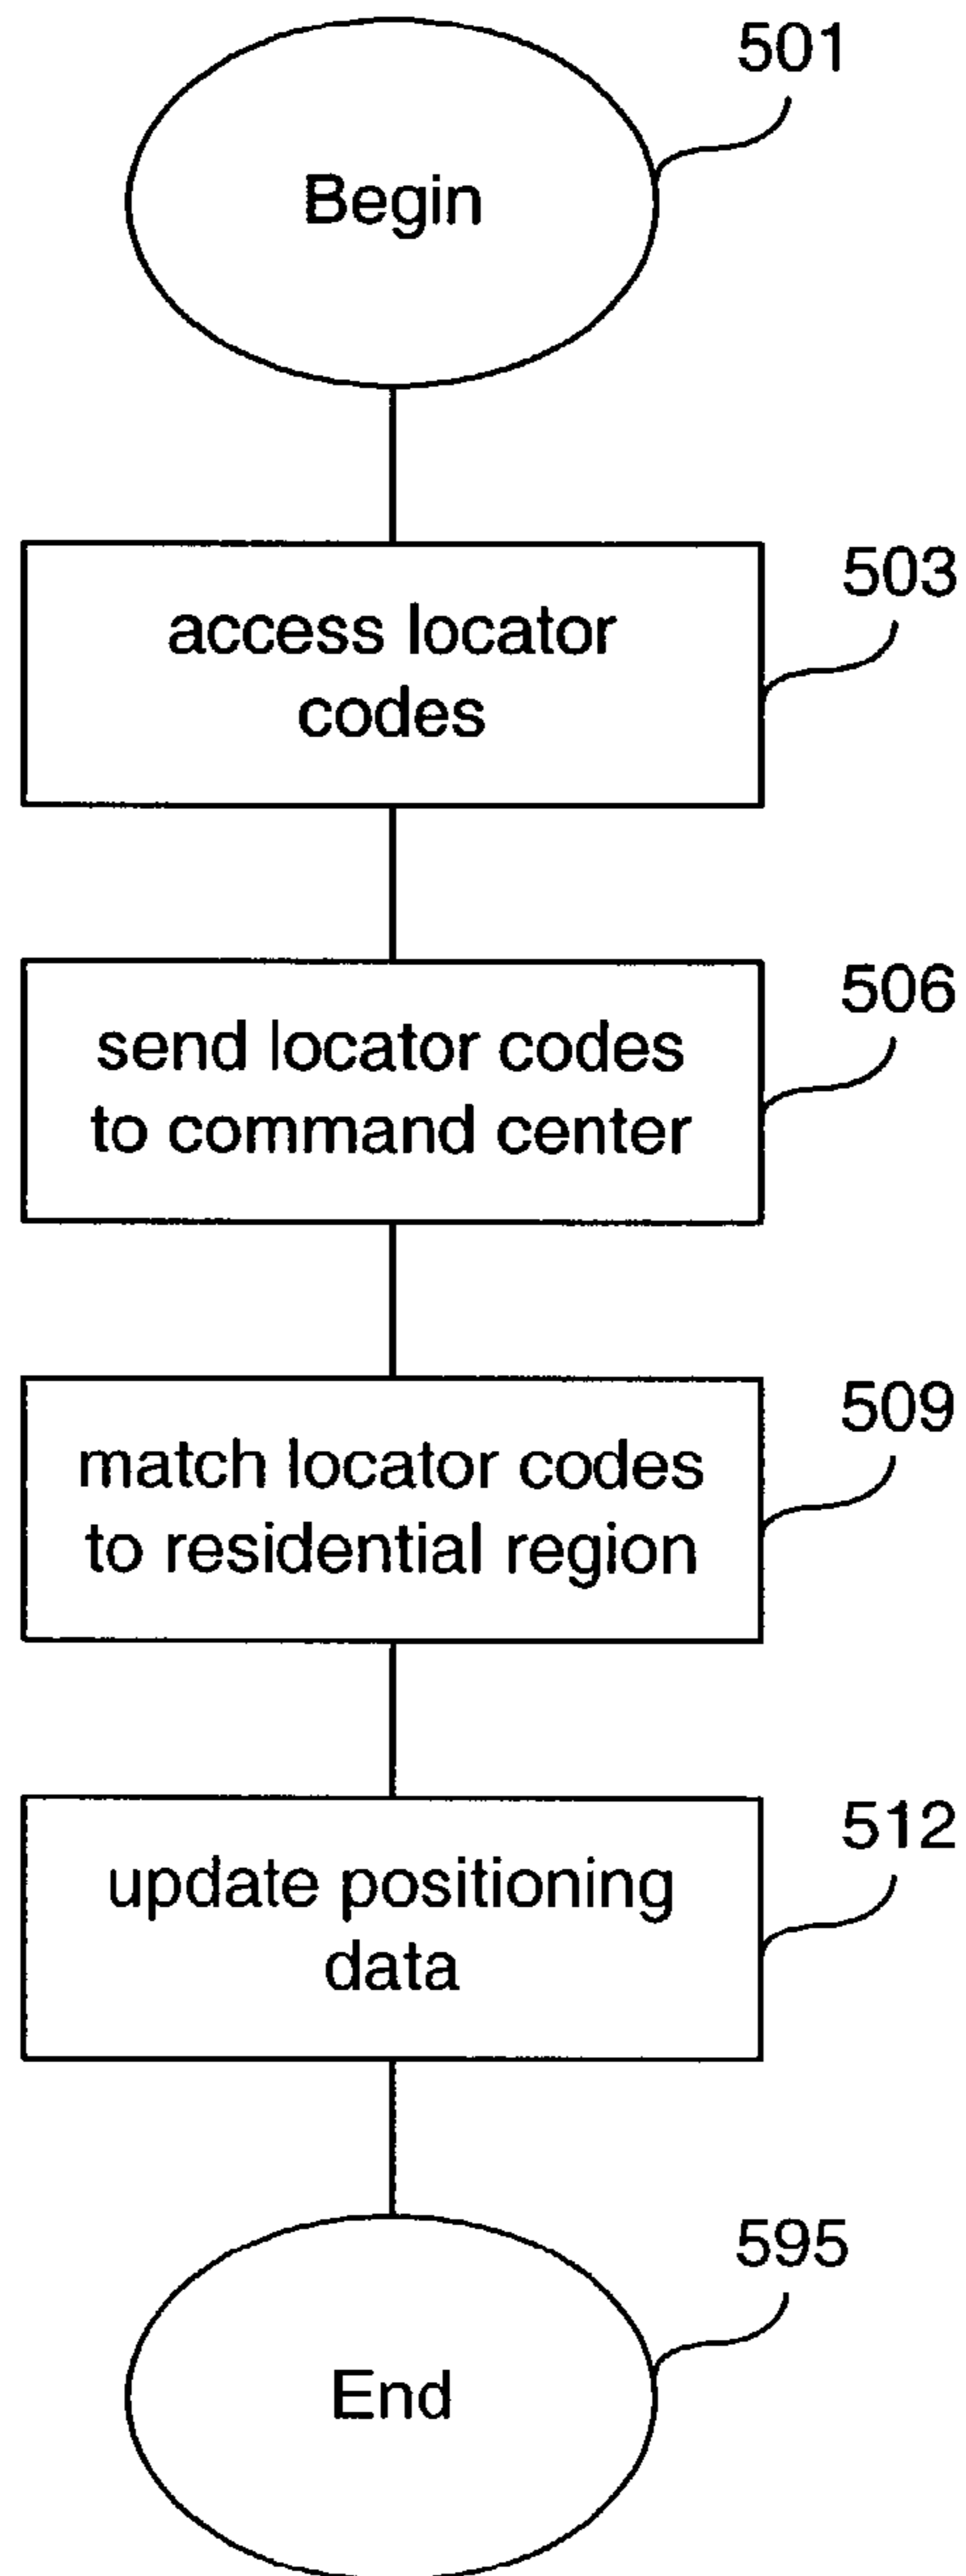 501
Begin
503
access locator
codes
506
send locator codes
to command center
509
match locator codes
to residential region
512
update positioning
data
595
End